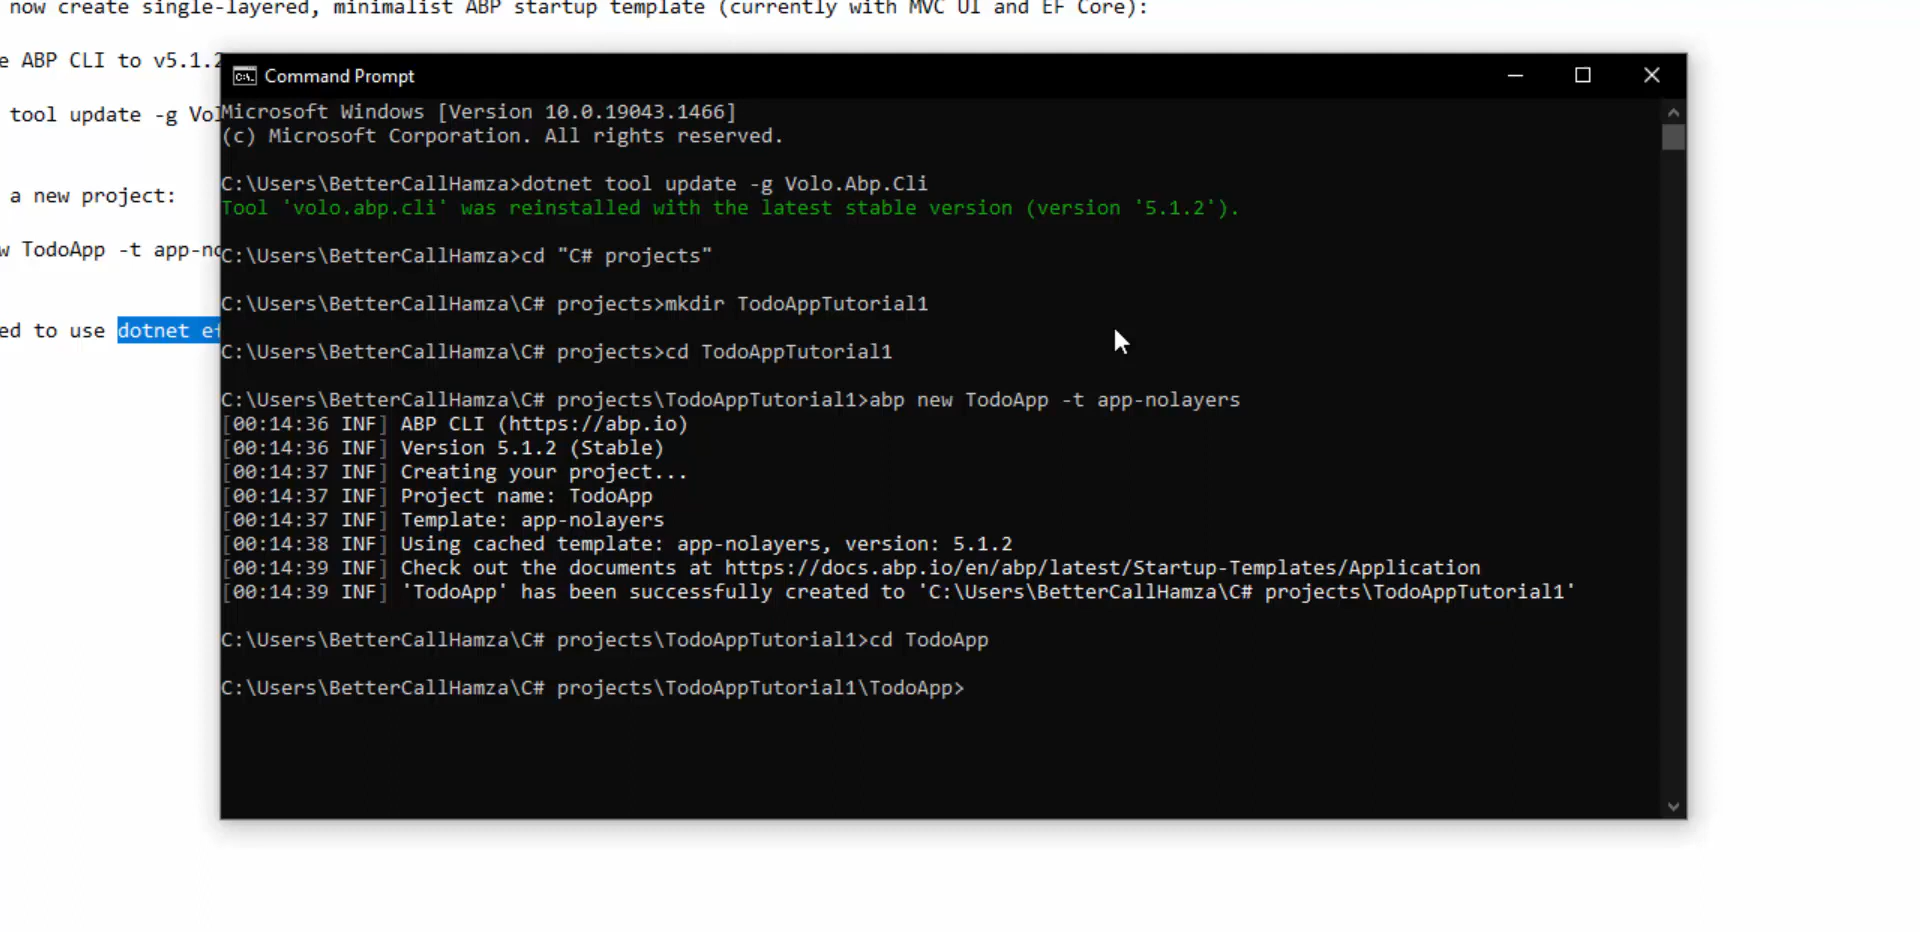 now create single-layered, minimalist ABP startup template (currently with MVC UI and EF Core):
e ABP CLI to v5.1.2
tool update -g Vol
a new project:
w TodoApp -t app-no
ed to use dotnet ef
Command Prompt
Microsoft Windows [Version 10.0.19043.1466]
(c) Microsoft Corporation. All rights reserved.
C:\Users\BetterCallHamza>dotnet tool update -g Volo.Abp.Cli
Tool 'volo.abp.cli' was reinstalled with the latest stable version (version '5.1.2').
C:\Users\BetterCallHamza>cd "C# projects"
C:\Users\BetterCallHamza\C# projects>mkdir TodoAppTutorial1
C:\Users\BetterCallHamza\C# projects>cd TodoAppTutorial1
C:\Users\BetterCallHamza\C# projects\TodoAppTutorial1>abp new TodoApp -t app-nolayers
[00:14:36 INF] ABP CLI (https://abp.io)
[00:14:36 INF] Version 5.1.2 (Stable)
[00:14:37 INF] Creating your project...
[00:14:37 INF] Project name: TodoApp
[00:14:37 INF] Template: app-nolayers
[00:14:38 INF] Using cached template: app-nolayers, version: 5.1.2
[00:14:39 INF] Check out the documents at https://docs.abp.io/en/abp/latest/Startup-Templates/Application
[00:14:39 INF] 'TodoApp' has been successfully created to 'C:\Users\BetterCallHamza\C# projects\TodoAppTutorial1'
C:\Users\BetterCallHamza\C# projects\TodoAppTutorial1>cd TodoApp
C:\Users\BetterCallHamza\C# projects\TodoAppTutorial1\TodoApp>